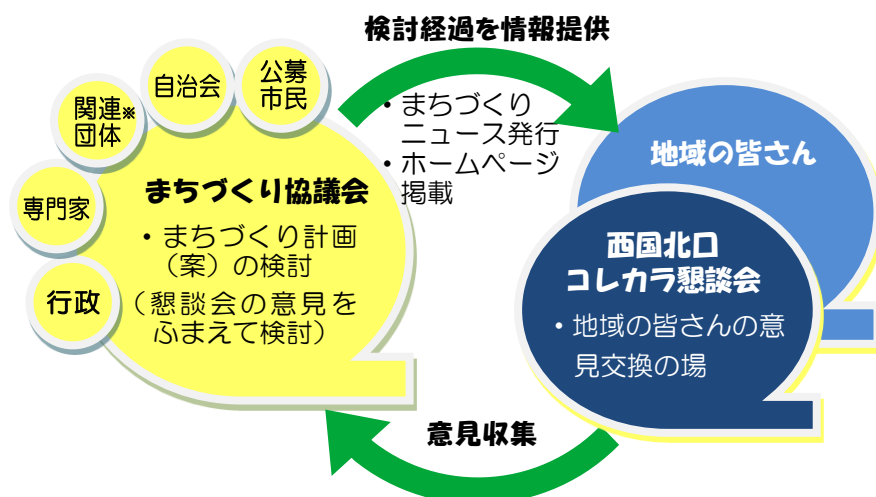 検討経過を情報提供
公募
市民
自治会
関連※
団体
専門家
行政
まちづくり協議会
・まちづくり計画
（案）の検討
（懇談会の意見を
ふまえて検討）
・まちづくり
ニュース発行
・ホームページ
掲載
地域の皆さん
西国北口
コレカラ懇談会
・地域の皆さんの意
見交換の場
意見収集